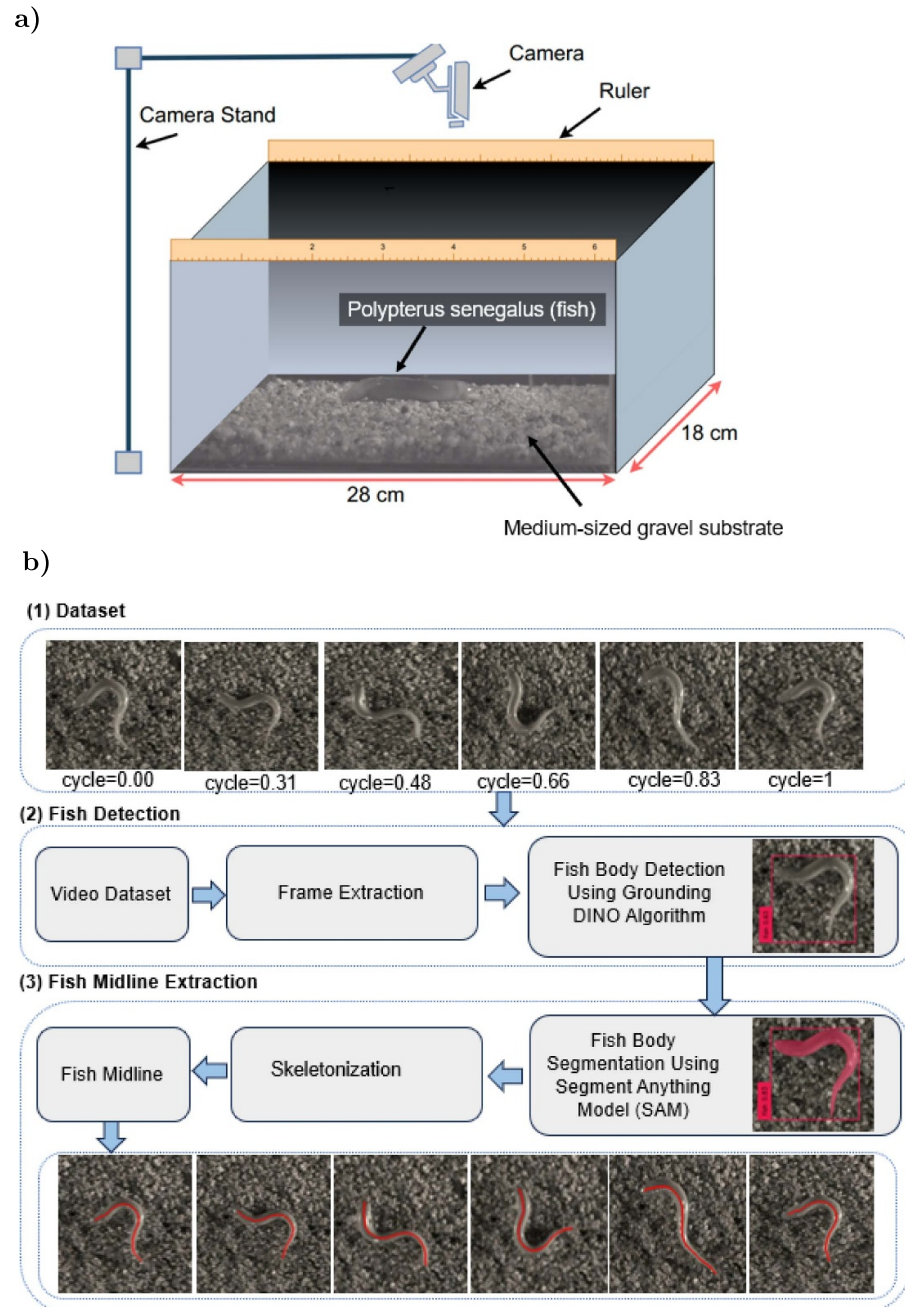 a)
Camera
Ruler
Camera Stand
2 3 4 5 6
Polypterus senegalus (fish)
18 cm
28 cm
Medium-sized gravel substrate
b)
(1) Dataset
cycle=0.00 cycle=0.31 cycle=0.48 cycle=0.66 cycle=0.83 cycle=1
(2) Fish Detection
Video Dataset
Frame Extraction
Fish Body Detection
Using Grounding
DINO Algorithm
(3) Fish Midline Extraction
Fish Midline
Skeletonization
Fish Body
Segmentation Using
Segment Anything
Model (SAM)